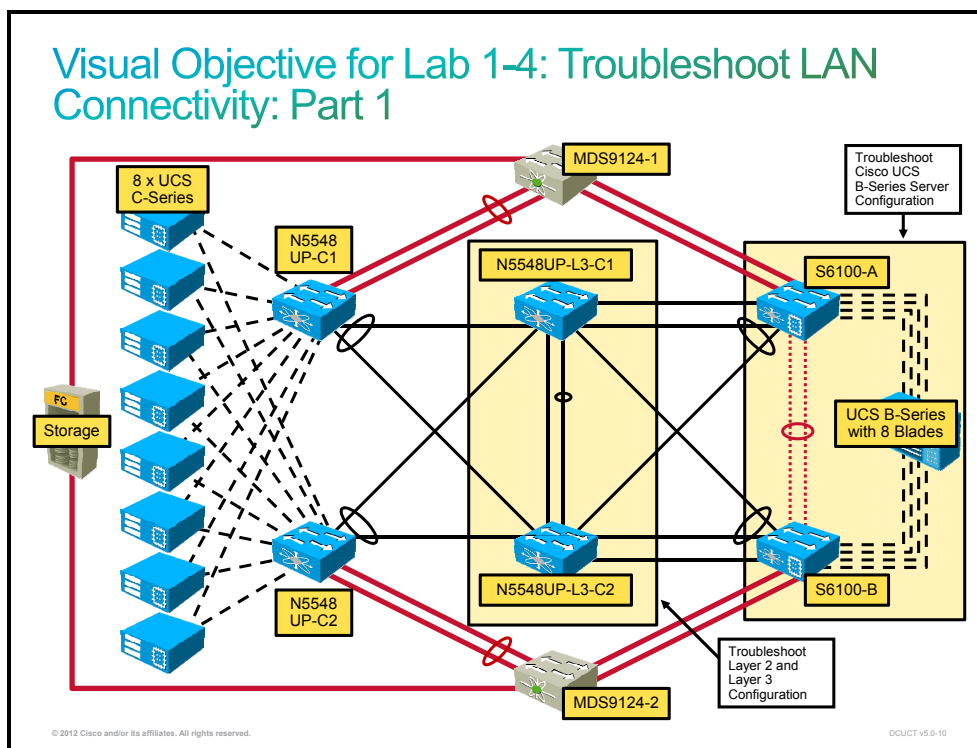 Visual Objective for Lab 1-4: Troubleshoot LAN
Connectivity: Part 1
MDS9124-1
Troubleshoot
Cisco UCS
B-Series Server
Configuration
8 x UCS
C-Series
N5548
UP-C1
N5548UP-L3-C1
S6100-A
FC
Storage
UCS B-Series
with 8 Blades
N5548
UP-C2
N5548UP-L3-C2
S6100-B
Troubleshoot
Layer 2 and
Layer 3
Configuration
MDS9124-2
© 2012 Cisco and/or its affiliates. All rights reserved.
DCUCT v5.0-10